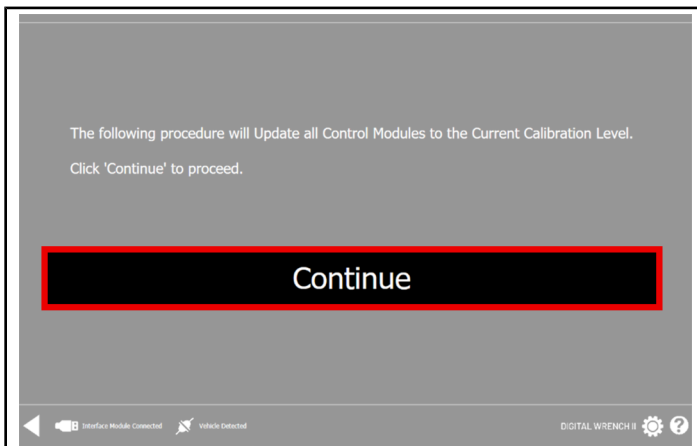 The following procedure will Update all Control Modules to the Current Calibration Level.
Click 'Continue' to proceed.
Continue
Interface Module Connected
Vehicle Detected
DIGITAL WRENCH II
?